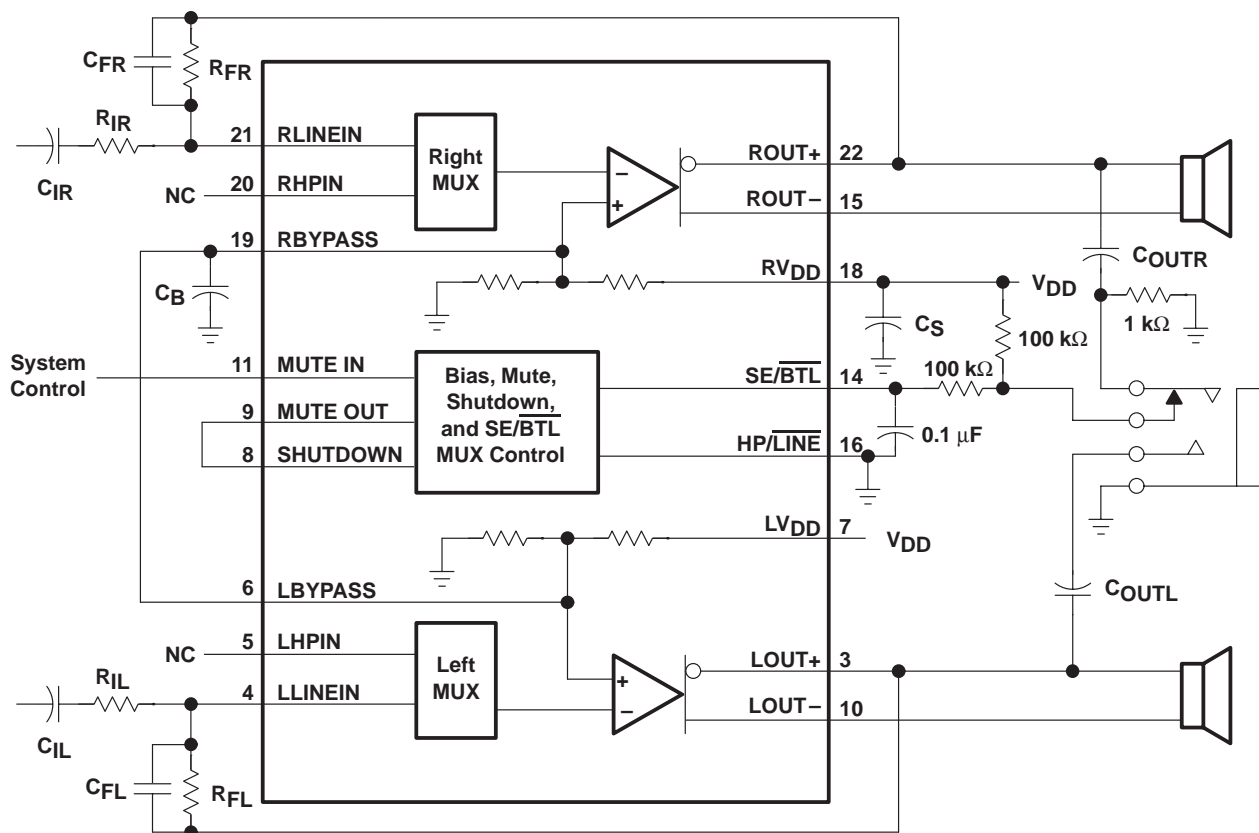 CFR
RFR
RIR
CIR
21 RLINEIN
NC 20 RHPIN
Right
MUX
ROUT+ 22
ROUT− 15
19 RBYPASS
CB
RVDD 18
VDD
CS
COUTR
1 kΩ
100 kΩ
100 kΩ
System
Control
11 MUTE IN
9 MUTE OUT
8 SHUTDOWN
Bias, Mute,
Shutdown,
and SE/BTL
MUX Control
SE/BTL 14
0.1 μF
HP/LINE 16
LVDD 7
VDD
6 LBYPASS
COUTL
NC 5 LHPIN
RIL
CIL
4 LLINEIN
Left
MUX
LOUT+ 3
LOUT− 10
CFL
RFL
−
+
+
−